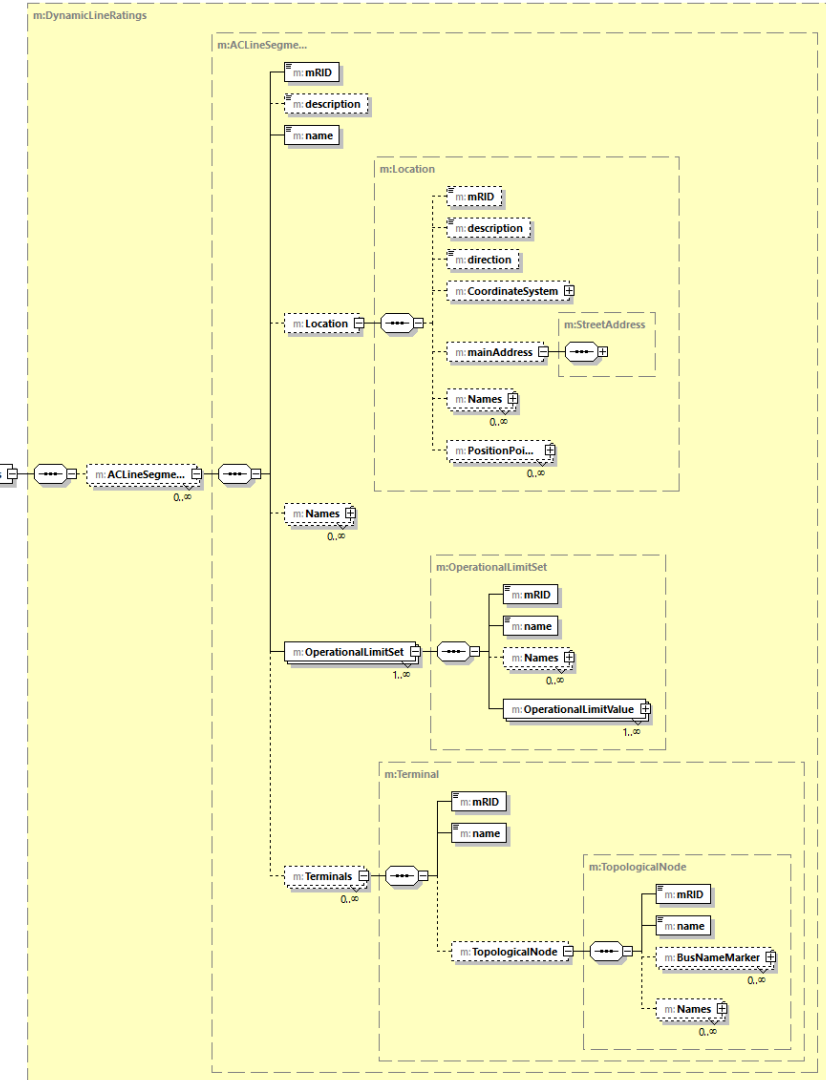 m:DynamicLineRatings
m:ACLineSegme...
m: mRID
m: description
m: name
m:Location
m: mRID
m: description
m: direction
m: CoordinateSystem
m:StreetAddress
m: Location
m: mainAddress
m: Names
0..∞
m: PositionPoi...
0..∞
s
m: ACLineSegme...
0..∞
m: Names
0..∞
m:OperationalLimitSet
m: mRID
m: name
m: OperationalLimitSet
1..∞
m: Names
0..∞
m: OperationalLimitValue
1..∞
m:Terminal
m: mRID
m: name
m:TopologicalNode
m: Terminals
0..∞
m: mRID
m: name
m: TopologicalNode
m: BusNameMarker
0..∞
m: Names
0..∞